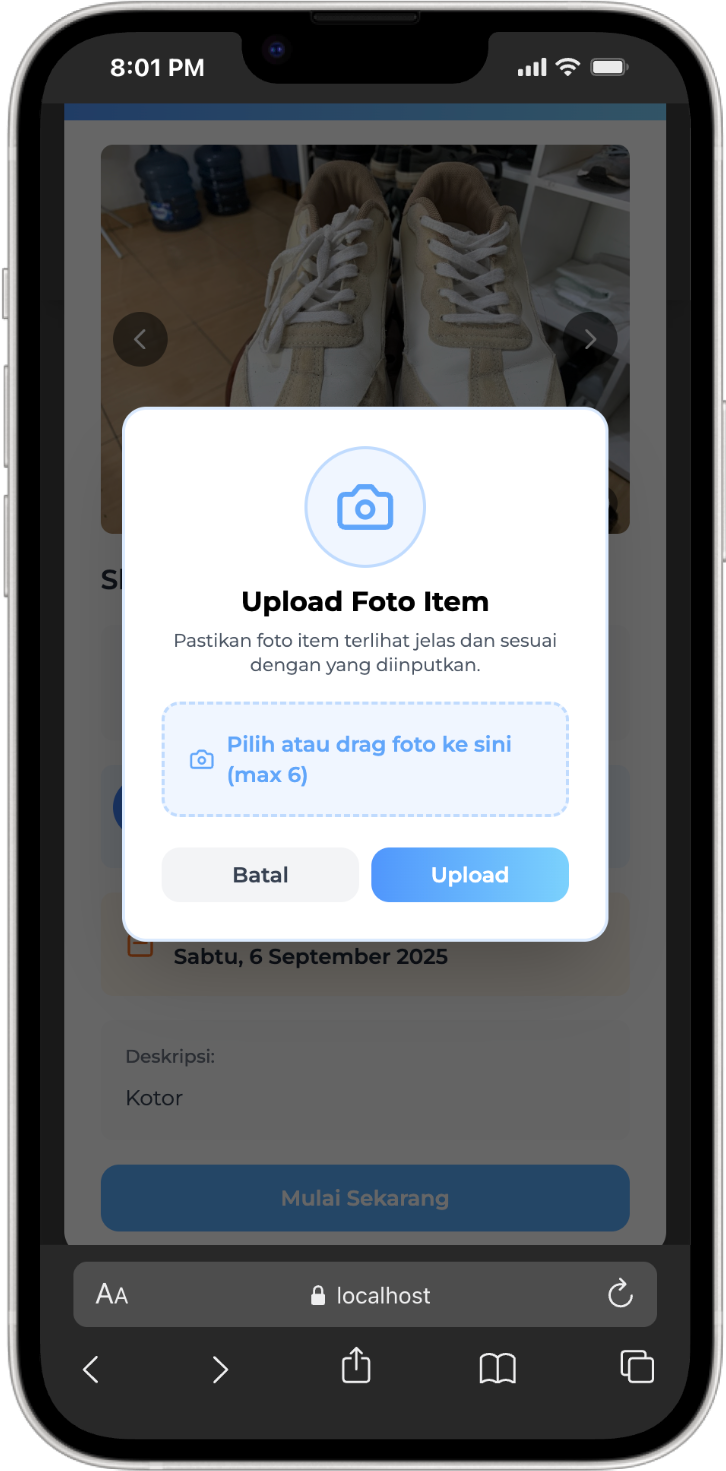 8:01 PM
Upload Foto Item
Pastikan foto item terlihat jelas dan sesuai
dengan yang diinputkan.
Pilih atau drag foto ke sini
(max 6)
Batal
Upload
Sabtu, 6 September 2025
Deskripsi:
Kotor
Mulai Sekarang
AA
localhost